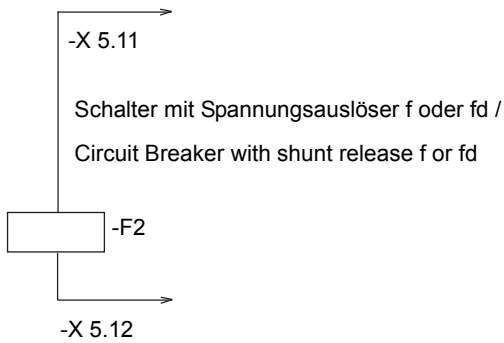 -X 5.11
Schalter mit Spannungsauslöser f oder fd /
Circuit Breaker with shunt release f or fd
-F2
-X 5.12